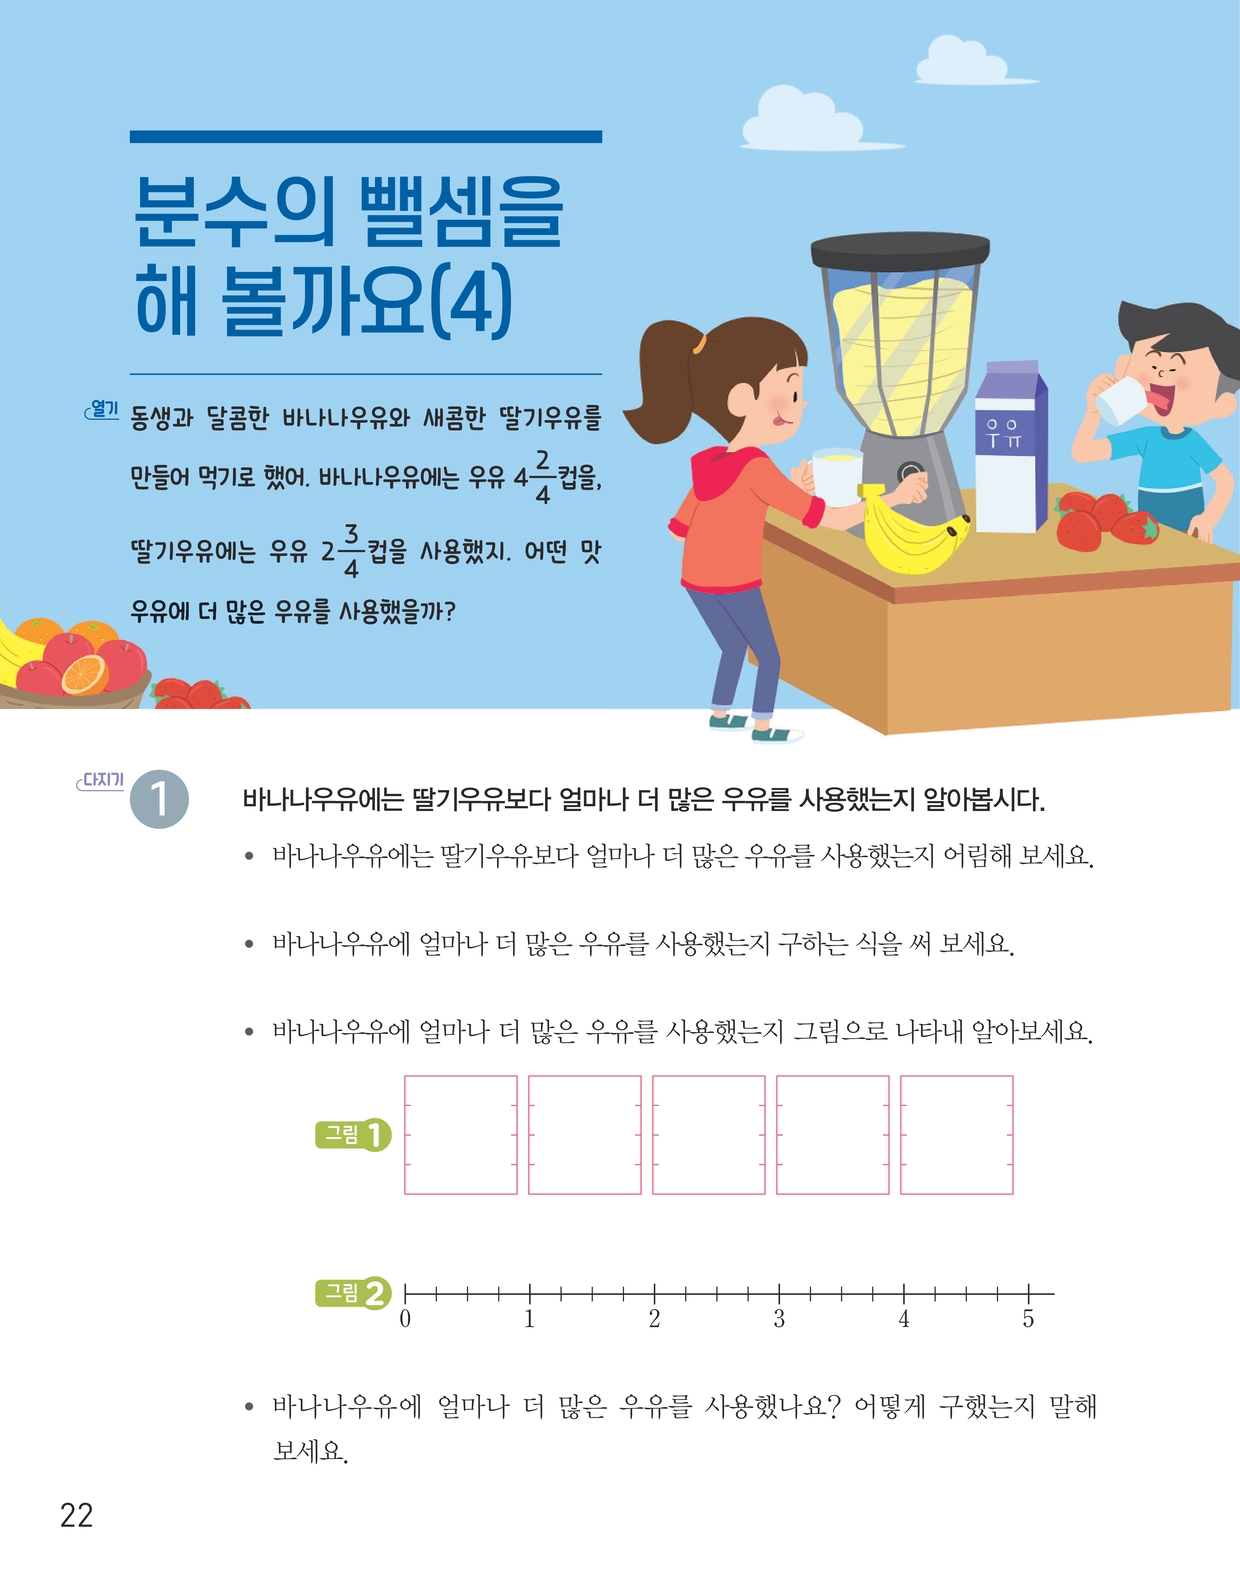 분수의 뺄셈을
해 볼까요(4)
열기 동생과 달콤한 바나나우유와 새콤한 딸기우유를
만들어 먹기로 했어. 바나나우유에는 우유 4 2/4컵을,
딸기우유에는 우유 2 3/4컵을 사용했지. 어떤 맛
우유에 더 많은 우유를 사용했을까?
우유
다지기 1 바나나우유에는 딸기우유보다 얼마나 더 많은 우유를 사용했는지 알아봅시다.
• 바나나우유에는 딸기우유보다 얼마나 더 많은 우유를 사용했는지 어림해 보세요.
• 바나나우유에 얼마나 더 많은 우유를 사용했는지 구하는 식을 써 보세요.
• 바나나우유에 얼마나 더 많은 우유를 사용했는지 그림으로 나타내 알아보세요.
그림 1
그림 2
0 1 2 3 4 5
• 바나나우유에 얼마나 더 많은 우유를 사용했나요? 어떻게 구했는지 말해
보세요.
22